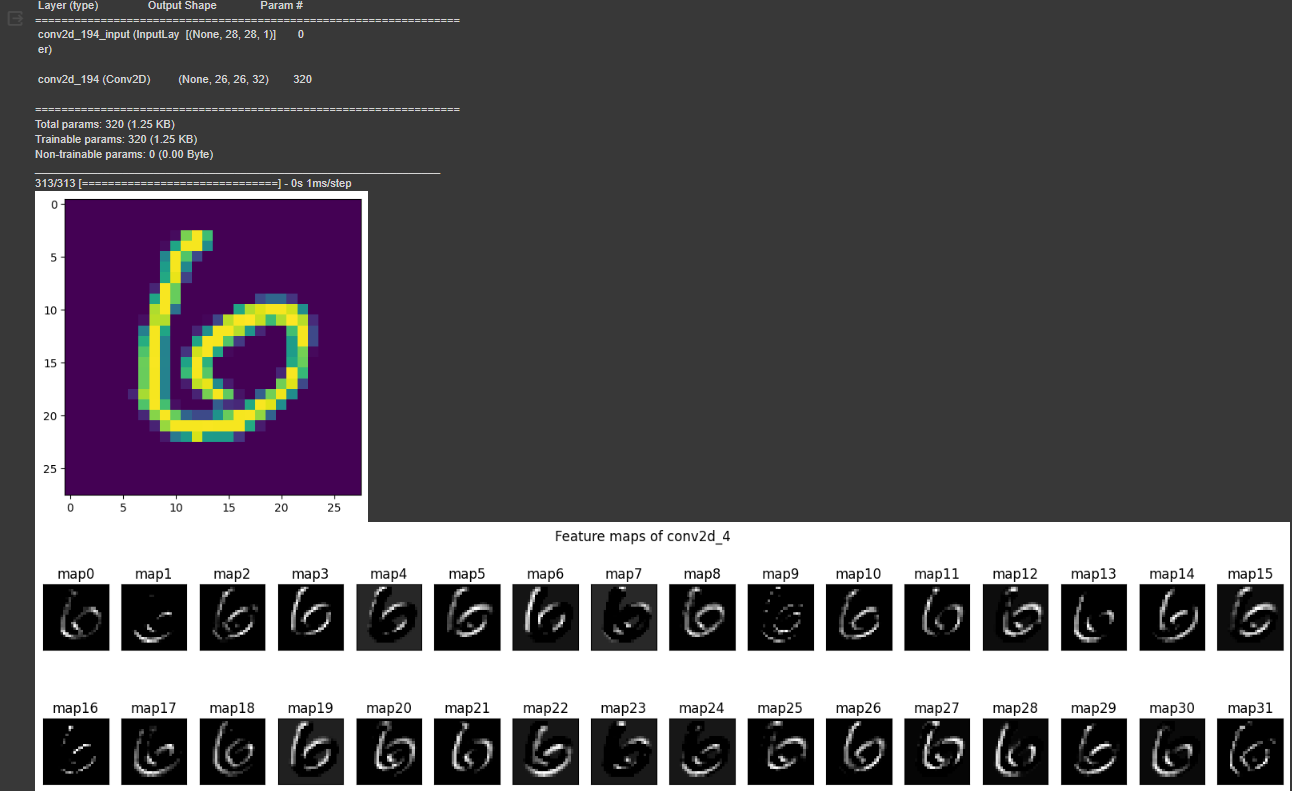 Layer (type) Output Shape Param #
=================================================================
conv2d_194_input (InputLay [(None, 28, 28, 1)] 0
er)
conv2d_194 (Conv2D) (None, 26, 26, 32) 320
=================================================================
Total params: 320 (1.25 KB)
Trainable params: 320 (1.25 KB)
Non-trainable params: 0 (0.00 Byte)
_________________________________________________________________
313/313 [==============================] - 0s 1ms/step
0
5
10
15
20
25
0 5 10 15 20 25
Feature maps of conv2d_4
map0 map1 map2 map3 map4 map5 map6 map7 map8 map9 map10 map11 map12 map13 map14 map15
map16 map17 map18 map19 map20 map21 map22 map23 map24 map25 map26 map27 map28 map29 map30 map31